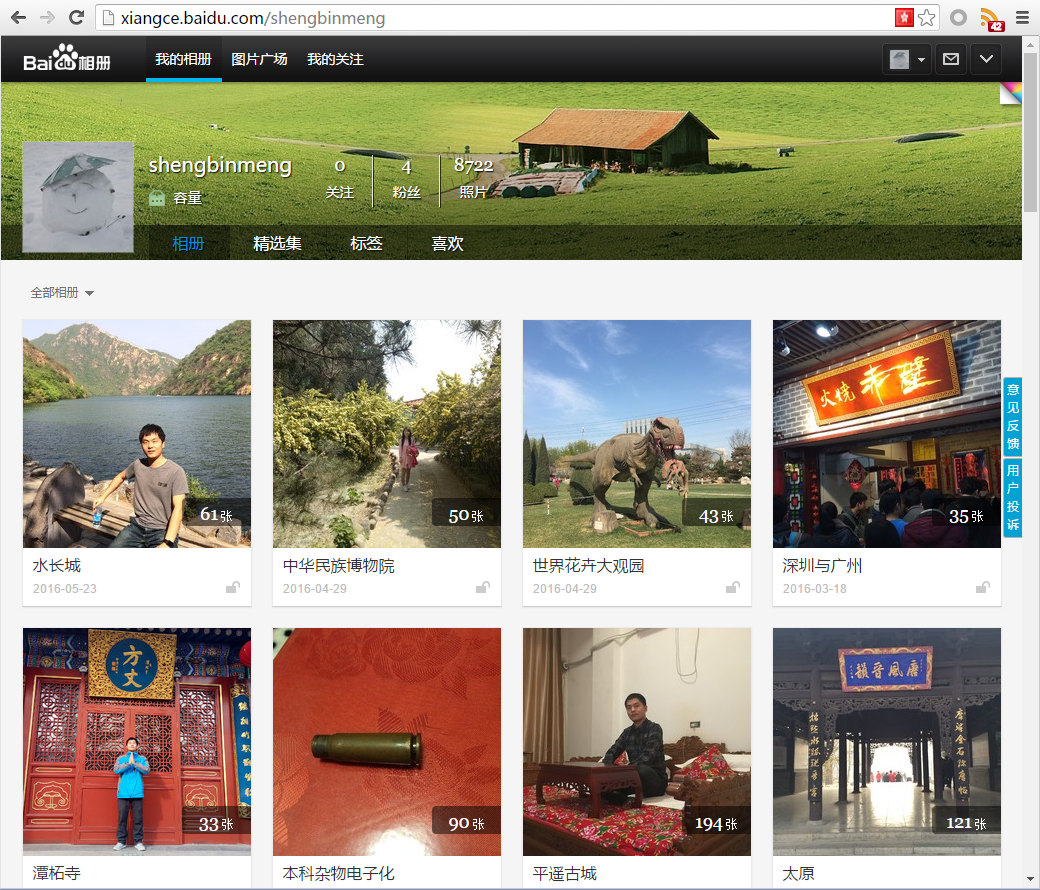 xiangce.baidu.com/shengbinmeng
42
Bai du 相册
我的相册 图片广场 我的关注
shengbinmeng
0 4 8722
关注 粉丝 照片
容量
相册 精选集 标签 喜欢
全部相册
61张
50张
43张
火烧赤壁
35张
意见反馈
用户投诉
水长城
中华民族博物院
世界花卉大观园
深圳与广州
2016-05-23
2016-04-29
2016-04-29
2016-03-18
方丈
33张
90张
194张
唐風晉韻
121张
潭柘寺
本科杂物电子化
平遥古城
太原